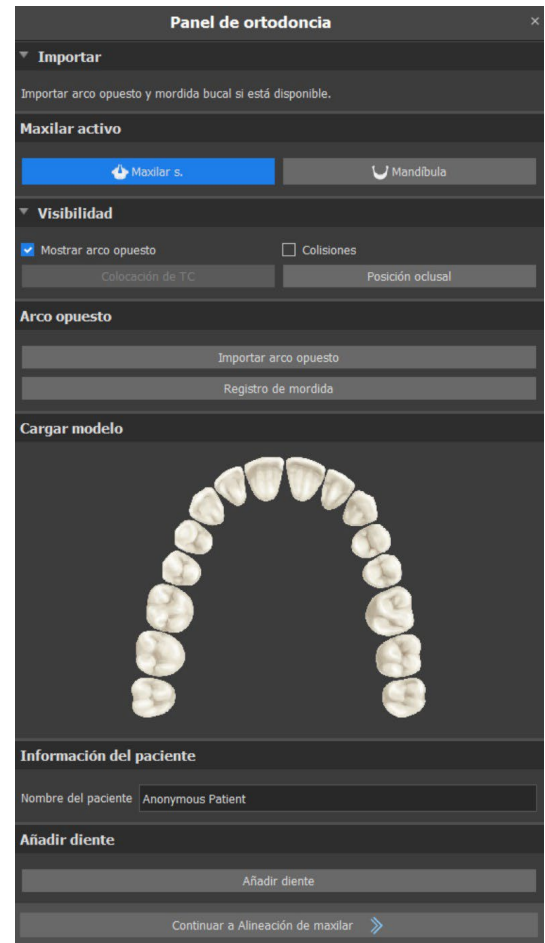 Panel de ortodoncia
Importar
Importar arco opuesto y mordida bucal si está disponible.
Maxilar activo
Maxilar s.
Mandíbula
Visibilidad
Mostrar arco opuesto
Colisiones
Colocación de TC
Posición oclusal
Arco opuesto
Importar arco opuesto
Registro de mordida
Cargar modelo
Información del paciente
Nombre del paciente Anonymous Patient
Añadir diente
Añadir diente
Continuar a Alineación de maxilar